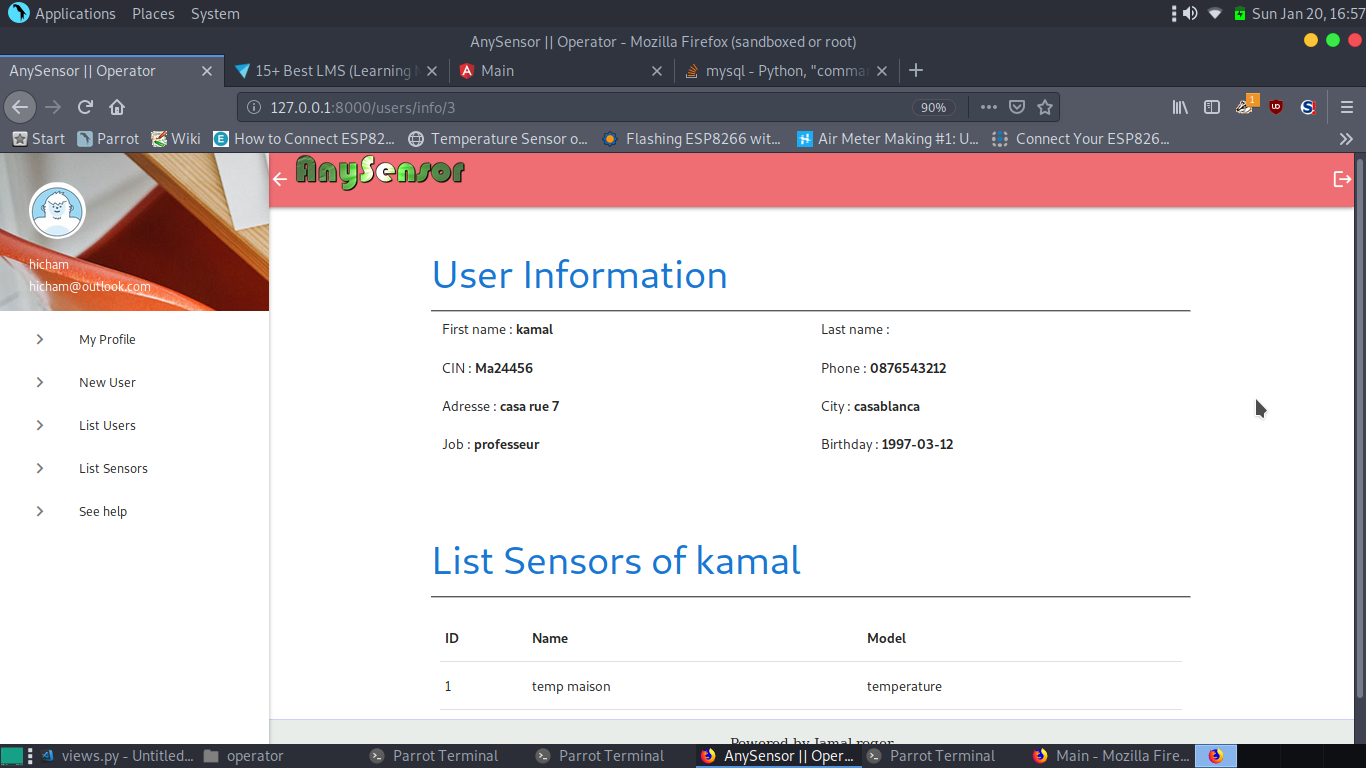 Applications Places System Sun Jan 20, 16:57
AnySensor || Operator - Mozilla Firefox (sandboxed or root)
AnySensor || Operator 15+ Best LMS (Learning Main mysql - Python, "comma
127.0.0.1:8000/users/info/3 90% 1
Start Parrot Wiki How to Connect ESP82... Temperature Sensor o... Flashing ESP8266 wit... Air Meter Making #1: U... Connect Your ESP826...
AnySensor
hicham
hicham@outlook.com
My Profile
New User
List Users
List Sensors
See help
User Information
First name : kamal Last name :
CIN : Ma24456 Phone : 0876543212
Adresse : casa rue 7 City : casablanca
Job : professeur Birthday : 1997-03-12
List Sensors of kamal
ID Name Model
1 temp maison temperature
Powered by Jamal roger
views.py - Untitled... operator Parrot Terminal Parrot Terminal AnySensor || Oper... Parrot Terminal Main - Mozilla Fire...